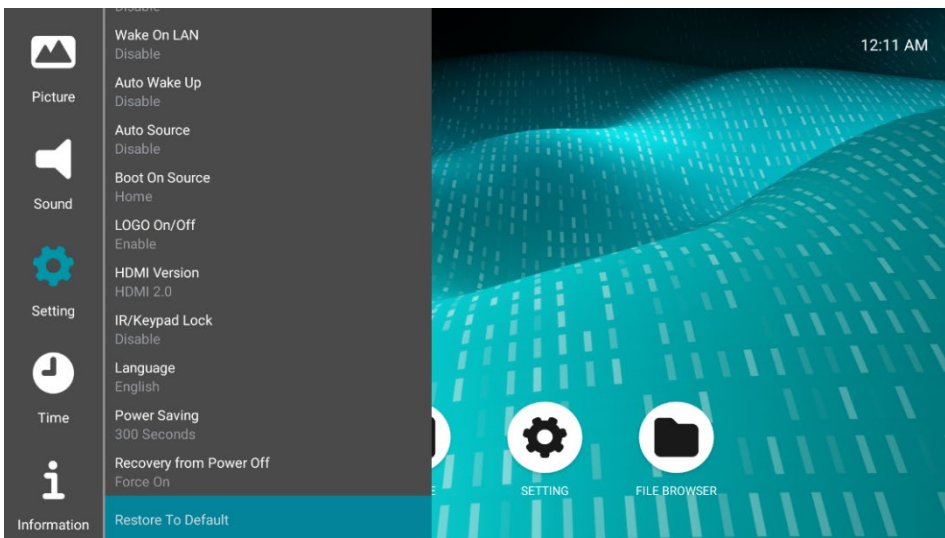 Disable
Wake On LAN
Disable
Auto Wake Up
Disable
Auto Source
Disable
Boot On Source
Home
LOGO On/Off
Enable
HDMI Version
HDMI 2.0
IR/Keypad Lock
Disable
Language
English
Power Saving
300 Seconds
Recovery from Power Off
Force On
Restore To Default
Picture
Sound
Setting
Time
Information
12:11 AM
E
SETTING
FILE BROWSER